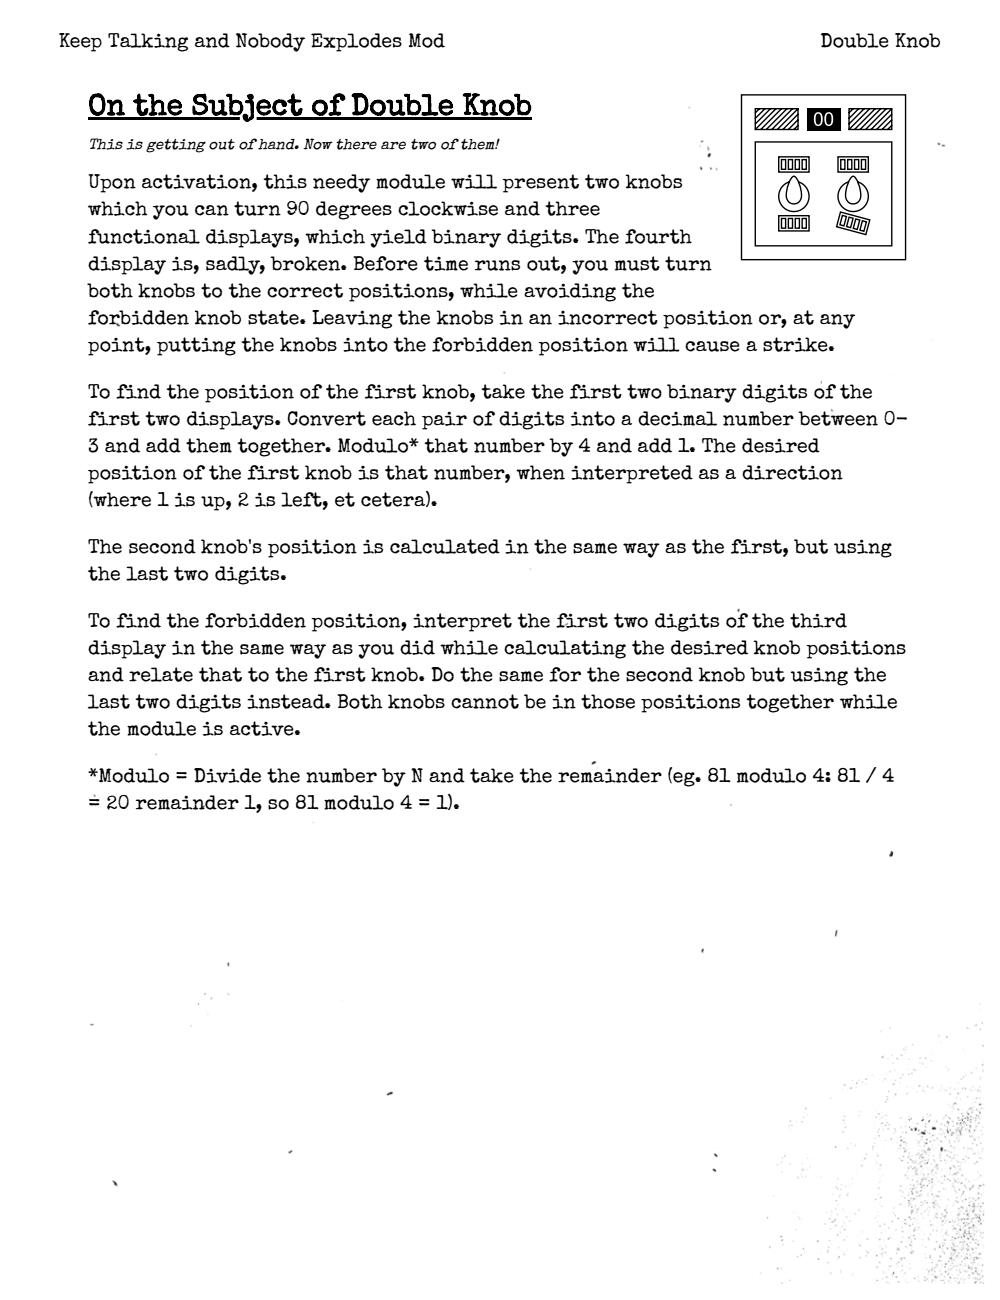 Keep Talking and Nobody Explodes Mod
Double Knob
On the Subject of Double Knob
This is getting out of hand. Now there are two of them!
00
Upon activation, this needy module will present two knobs
which you can turn 90 degrees clockwise and three
functional displays, which yield binary digits. The fourth
display is, sadly, broken. Before time runs out, you must turn
both knobs to the correct positions, while avoiding the
forbidden knob state. Leaving the knobs in an incorrect position or, at any
point, putting the knobs into the forbidden position will cause a strike.
To find the position of the first knob, take the first two binary digits of the
first two displays. Convert each pair of digits into a decimal number between 0-
3 and add them together. Modulo* that number by 4 and add 1. The desired
position of the first knob is that number, when interpreted as a direction
(where 1 is up, 2 is left, et cetera).
The second knob's position is calculated in the same way as the first, but using
the last two digits.
To find the forbidden position, interpret the first two digits of the third
display in the same way as you did while calculating the desired knob positions
and relate that to the first knob. Do the same for the second knob but using the
last two digits instead. Both knobs cannot be in those positions together while
the module is active.
*Modulo = Divide the number by N and take the remainder (eg. 81 modulo 4: 81 / 4
= 20 remainder 1, so 81 modulo 4 = 1).